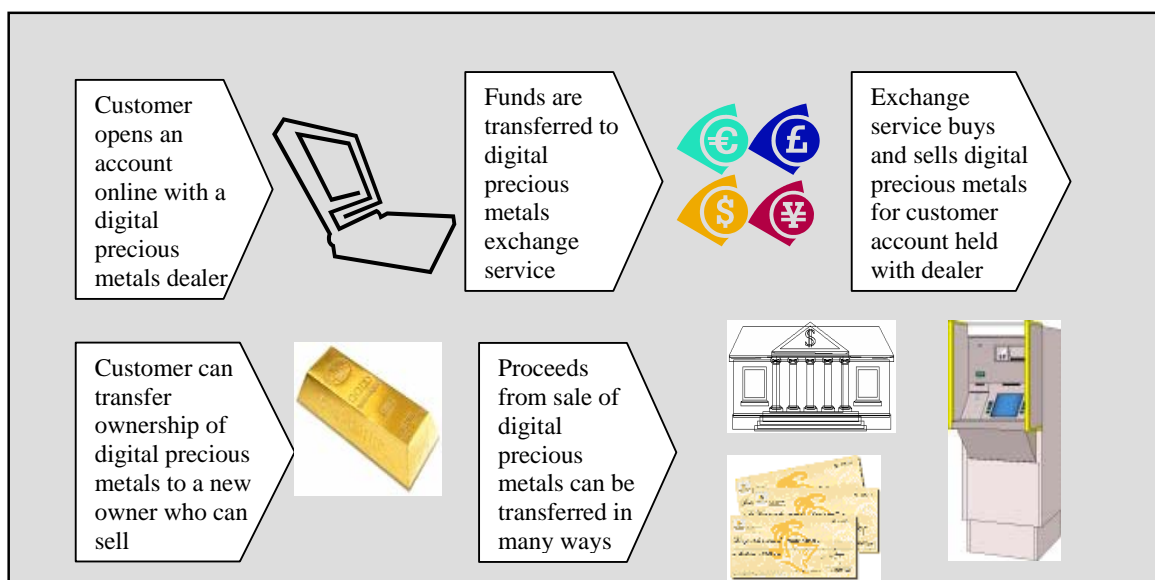 Customer
opens an
account
online with a
digital
precious
metals dealer
Funds are
transferred to
digital
precious
metals
exchange
service
€ £
$ ¥
Exchange
service buys
and sells digital
precious metals
for customer
account held
with dealer
Customer can
transfer
ownership of
digital precious
metals to a new
owner who can
sell
GOLD
Proceeds
from sale of
digital
precious
metals can be
transferred in
many ways
$